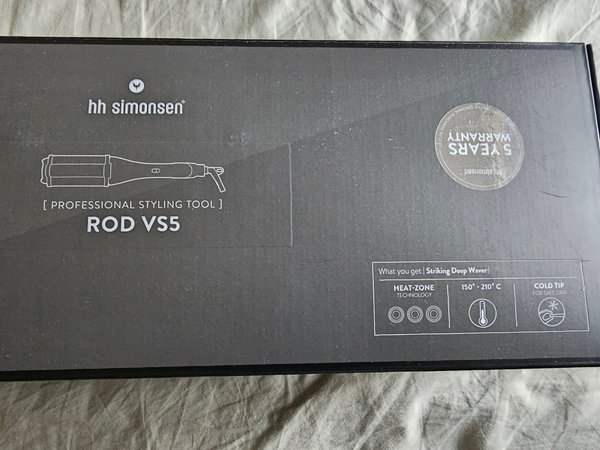 hh simonsen®
[ PROFESSIONAL STYLING TOOL ]
ROD VS5
5 YEARS
WARRANTY
hh simonsen
What you get | Striking Deep Waver|
HEAT-ZONE
TECHNOLOGY
150° - 210° C
COLD TIP
FOR SAFE GRIP